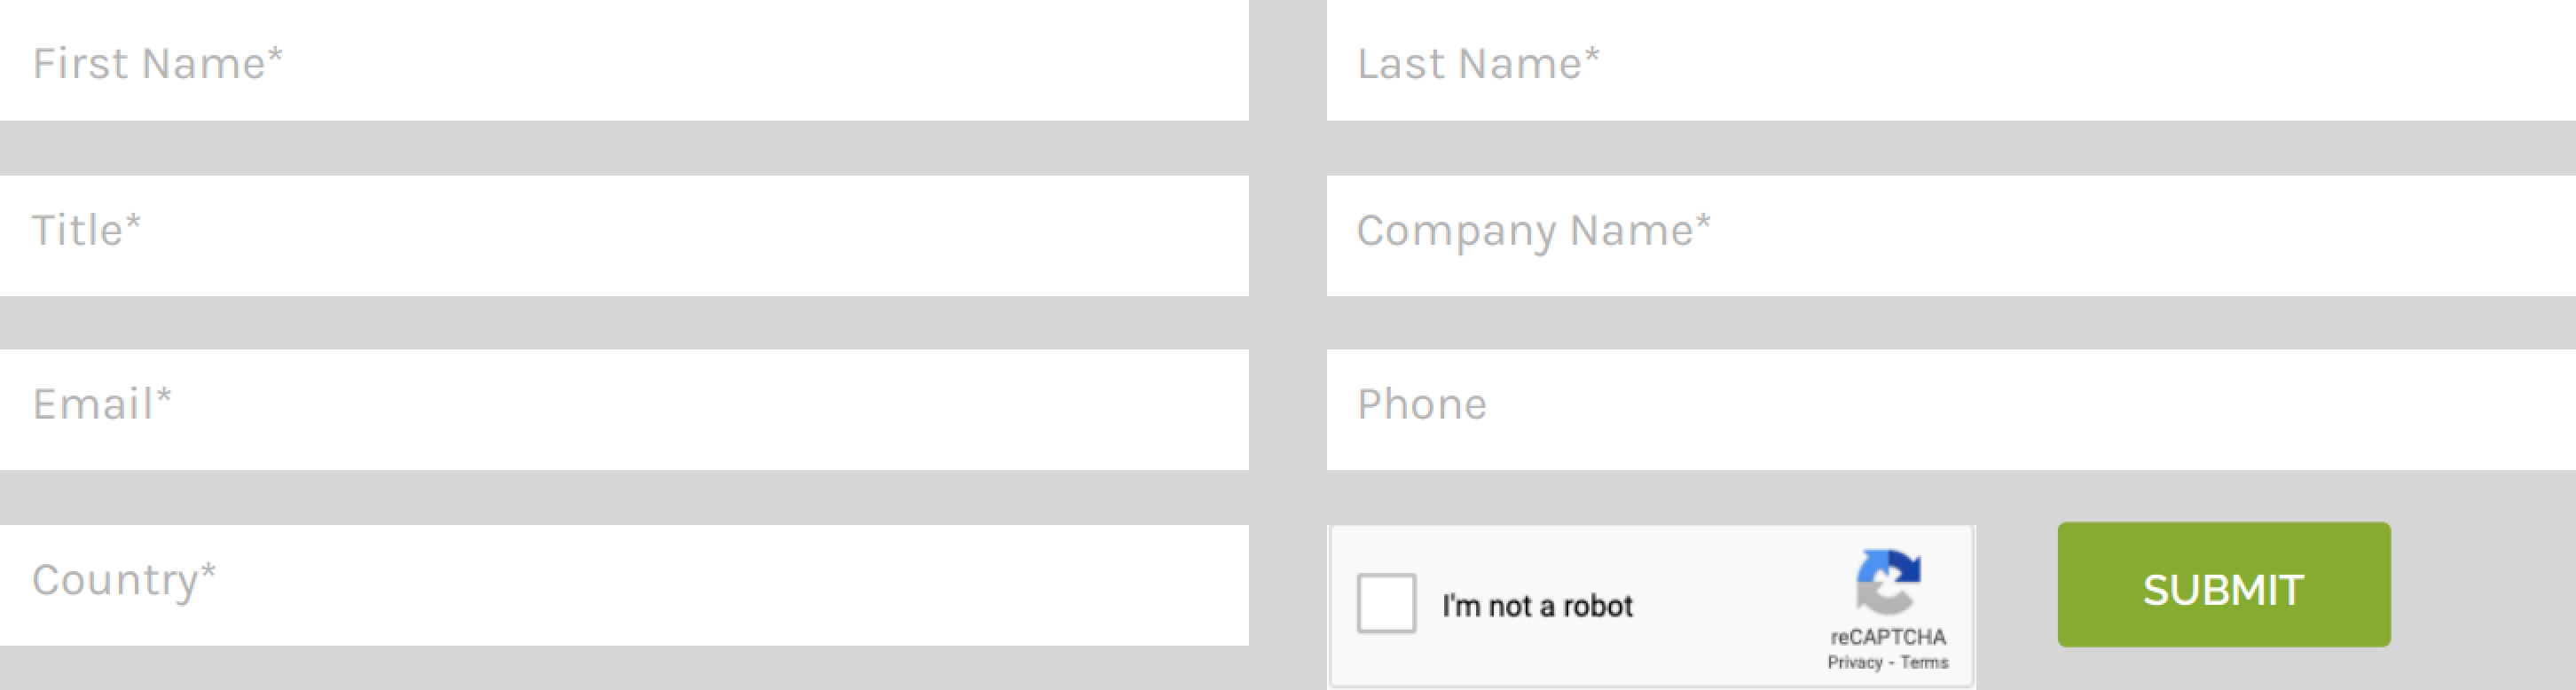 First Name*
Last Name*
Title*
Company Name*
Email*
Phone
Country*
I'm not a robot
reCAPTCHA
Privacy - Terms
SUBMIT